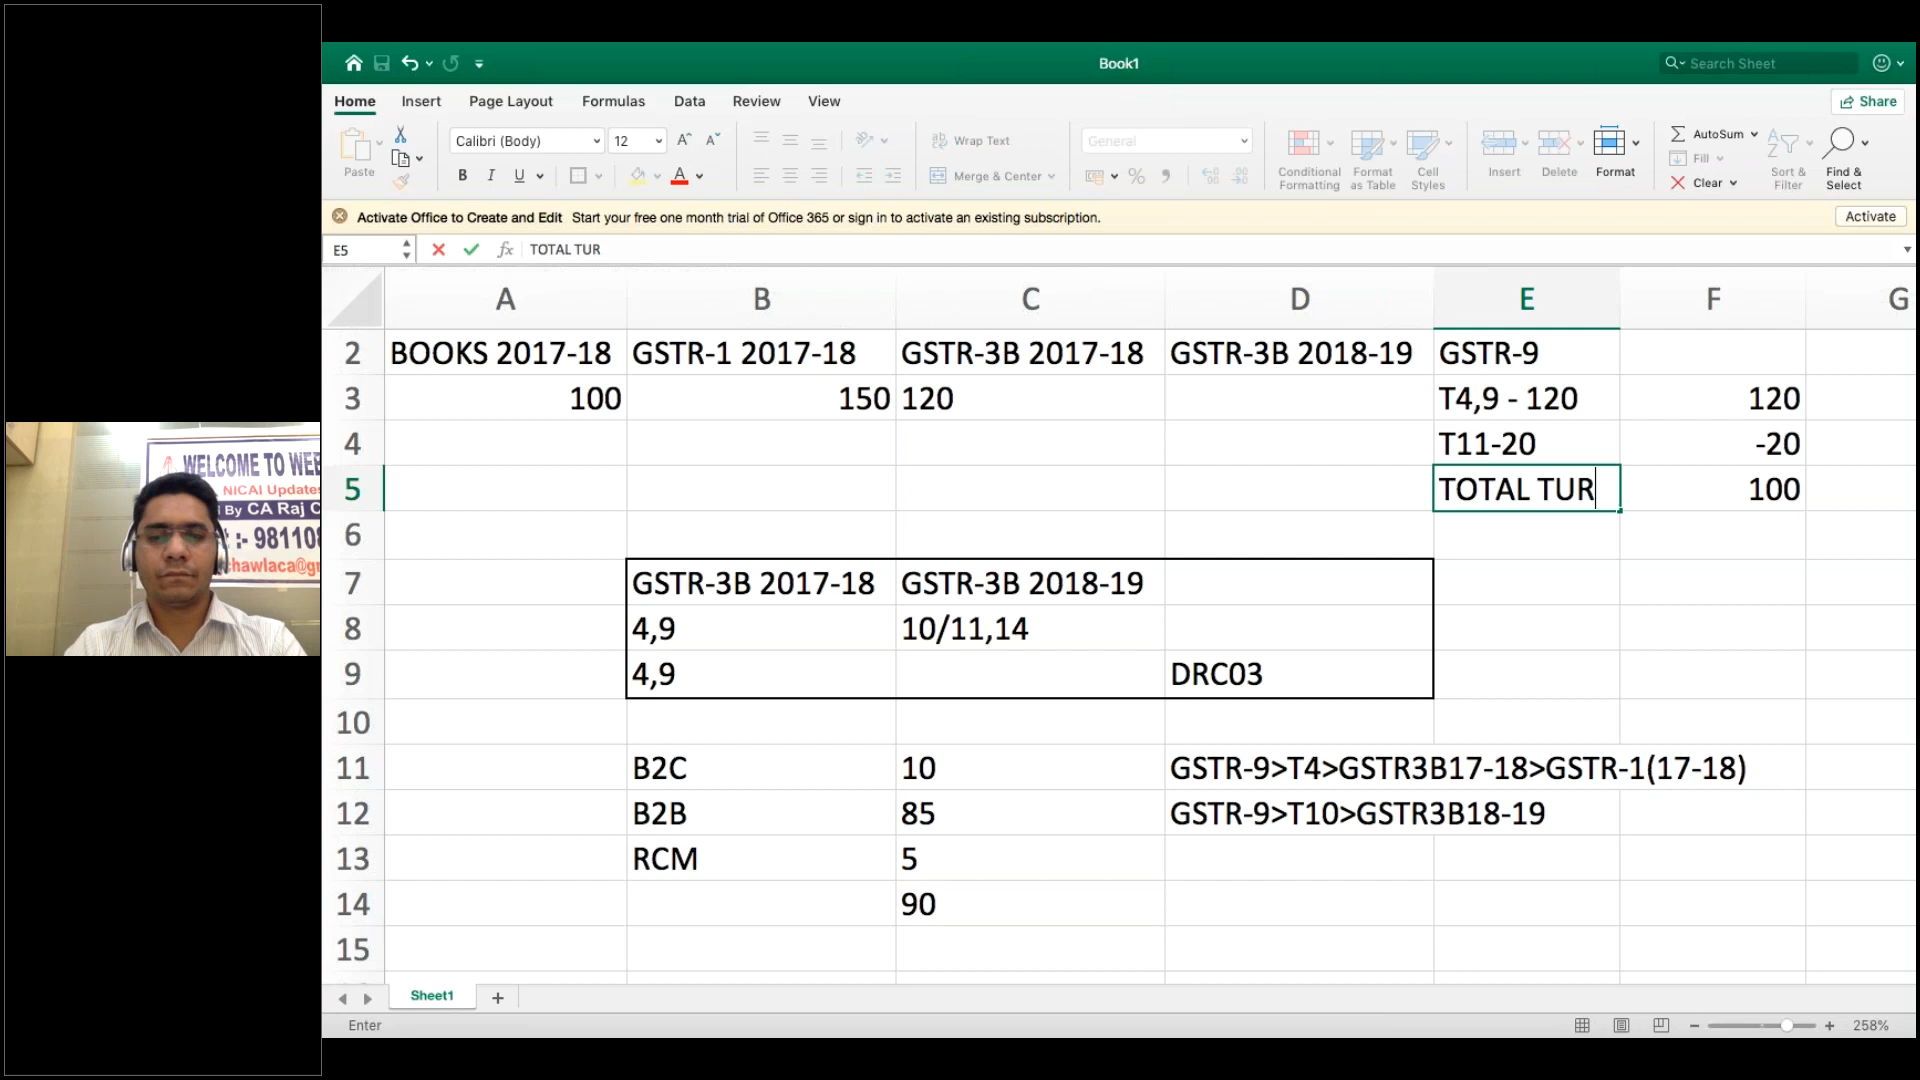 Book1
Search Sheet
Home Insert Page Layout Formulas Data Review View
Share
Paste
Calibri (Body) 12
B I U
Wrap Text
Merge & Center
General
Conditional Formatting
Format as Table
Cell Styles
Insert Delete Format
AutoSum
Fill
Clear
Sort & Filter
Find & Select
Activate Office to Create and Edit Start your free one month trial of Office 365 or sign in to activate an existing subscription.
Activate
E5 fx TOTAL TUR
A B C D E F G
2 BOOKS 2017-18 GSTR-1 2017-18 GSTR-3B 2017-18 GSTR-3B 2018-19 GSTR-9
3 100 150 120 T4,9 - 120 120
4 T11-20 -20
5 TOTAL TUR 100
6
7 GSTR-3B 2017-18 GSTR-3B 2018-19
8 4,9 10/11,14
9 4,9 DRC03
10
11 B2C 10 GSTR-9>T4>GSTR3B17-18>GSTR-1(17-18)
12 B2B 85 GSTR-9>T10>GSTR3B18-19
13 RCM 5
14 90
15
Sheet1
Enter
258%
WELCOME TO WE
NICAI Updates
By CA Raj C
:- 98110
hawlaca@g